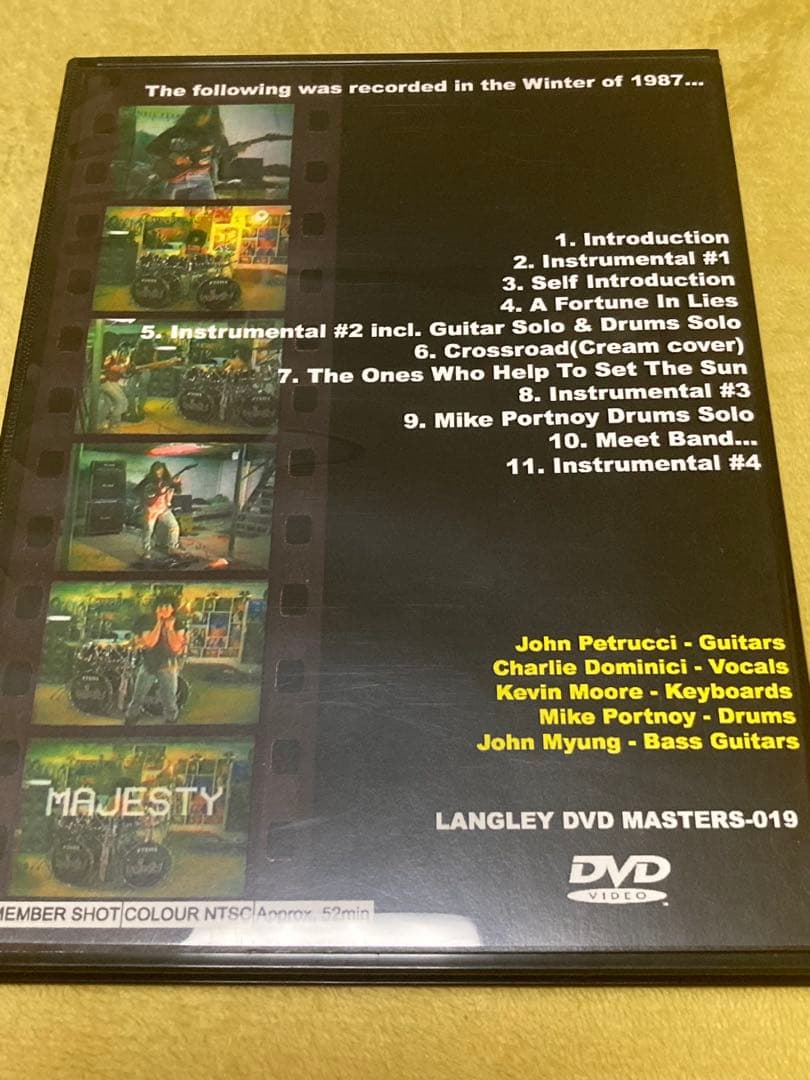 The following was recorded in the Winter of 1987...
1. Introduction
2. Instrumental #1
3. Self Introduction
4. A Fortune In Lies
5. Instrumental #2 incl. Guitar Solo & Drums Solo
6. Crossroad(Cream cover)
7. The Ones Who Help To Set The Sun
8. Instrumental #3
9. Mike Portnoy Drums Solo
10. Meet Band...
11. Instrumental #4
John Petrucci - Guitars
Charlie Dominici - Vocals
Kevin Moore - Keyboards
Mike Portnoy - Drums
John Myung - Bass Guitars
MAJESTY
LANGLEY DVD MASTERS-019
DVD
VIDEO
MEMBER SHOT COLOUR NTSC Approx. 52min